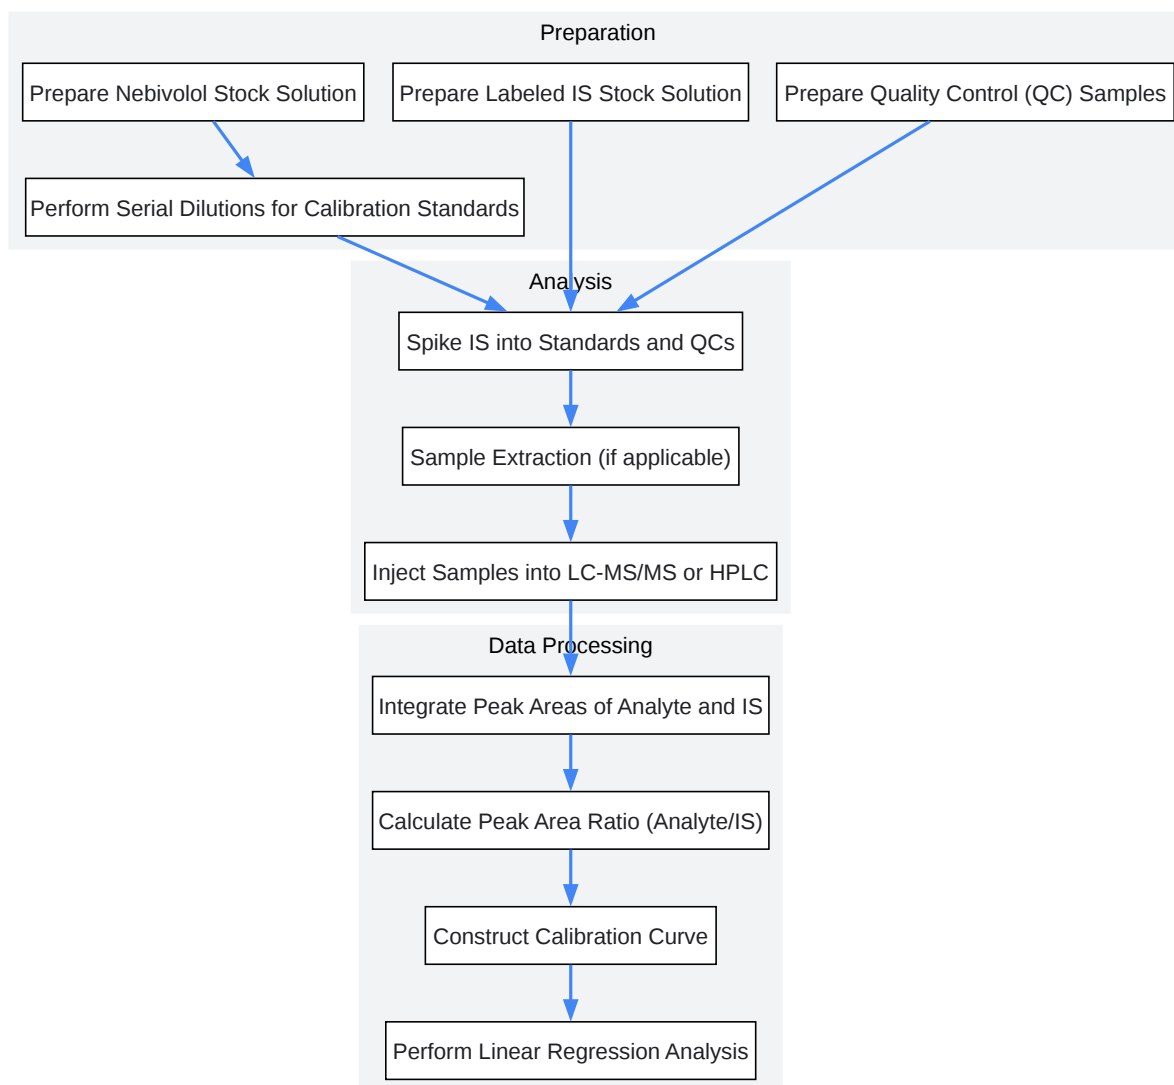 Preparation
Prepare Nebivolol Stock Solution
Prepare Labeled IS Stock Solution
Prepare Quality Control (QC) Samples
Perform Serial Dilutions for Calibration Standards
Analysis
Spike IS into Standards and QCs
Sample Extraction (if applicable)
Inject Samples into LC-MS/MS or HPLC
Data Processing
Integrate Peak Areas of Analyte and IS
Calculate Peak Area Ratio (Analyte/IS)
Construct Calibration Curve
Perform Linear Regression Analysis